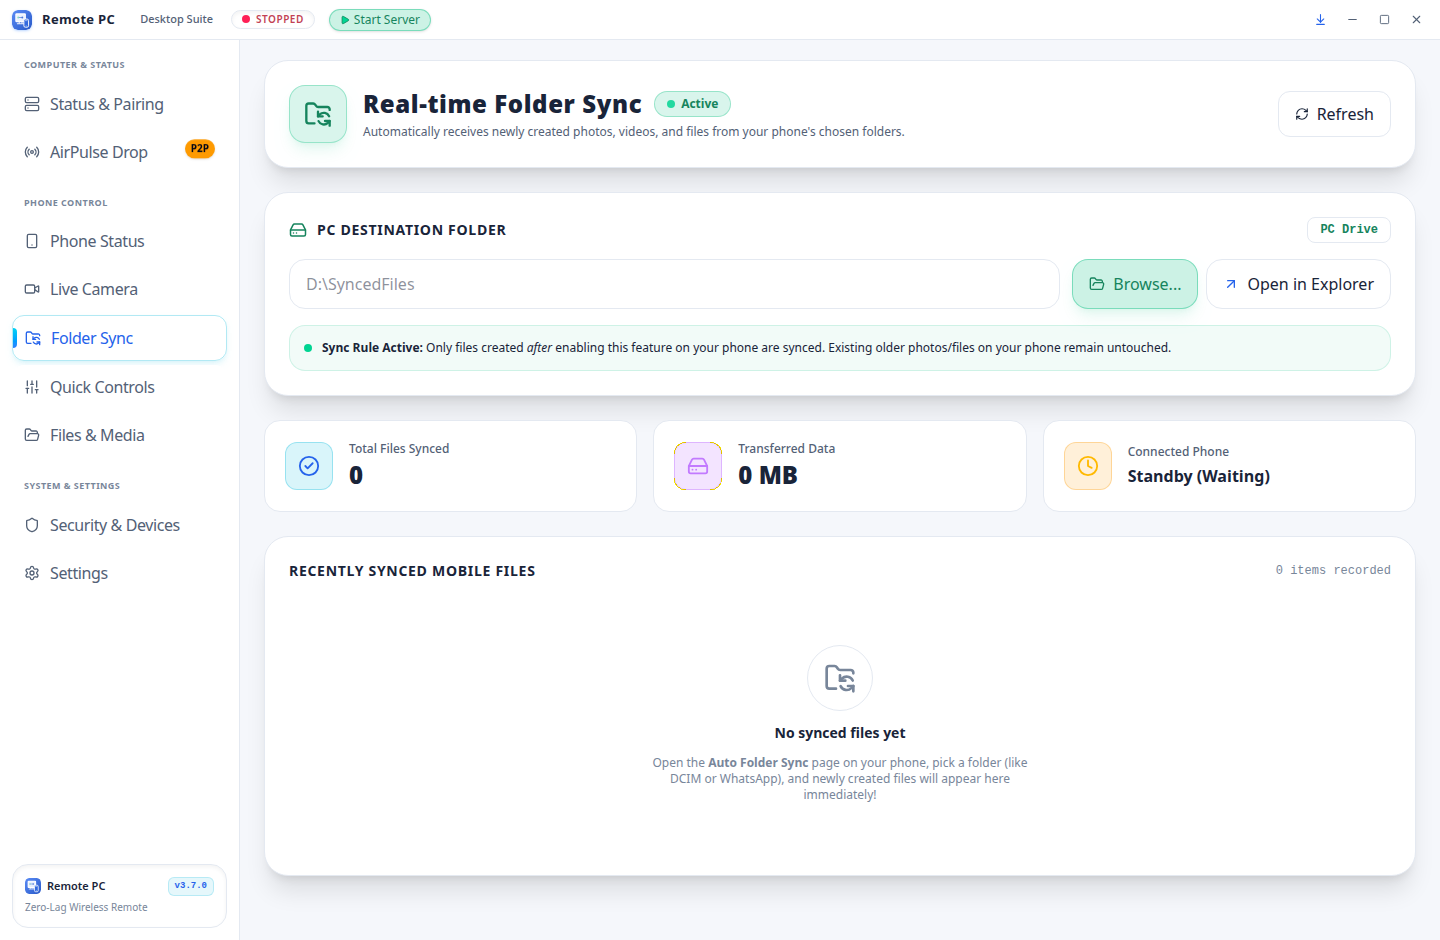 Remote PC
Desktop Suite
STOPPED
Start Server
COMPUTER & STATUS
Status & Pairing
AirPulse Drop
P2P
PHONE CONTROL
Phone Status
Live Camera
Folder Sync
Quick Controls
Files & Media
SYSTEM & SETTINGS
Security & Devices
Settings
Remote PC
v3.7.0
Zero-Lag Wireless Remote
Real-time Folder Sync
Active
Automatically receives newly created photos, videos, and files from your phone's chosen folders.
Refresh
PC DESTINATION FOLDER
PC Drive
D:\SyncedFiles
Browse...
Open in Explorer
Sync Rule Active: Only files created after enabling this feature on your phone are synced. Existing older photos/files on your phone remain untouched.
Total Files Synced
0
Transferred Data
0 MB
Connected Phone
Standby (Waiting)
RECENTLY SYNCED MOBILE FILES
0 items recorded
No synced files yet
Open the Auto Folder Sync page on your phone, pick a folder (like
DCIM or WhatsApp), and newly created files will appear here
immediately!